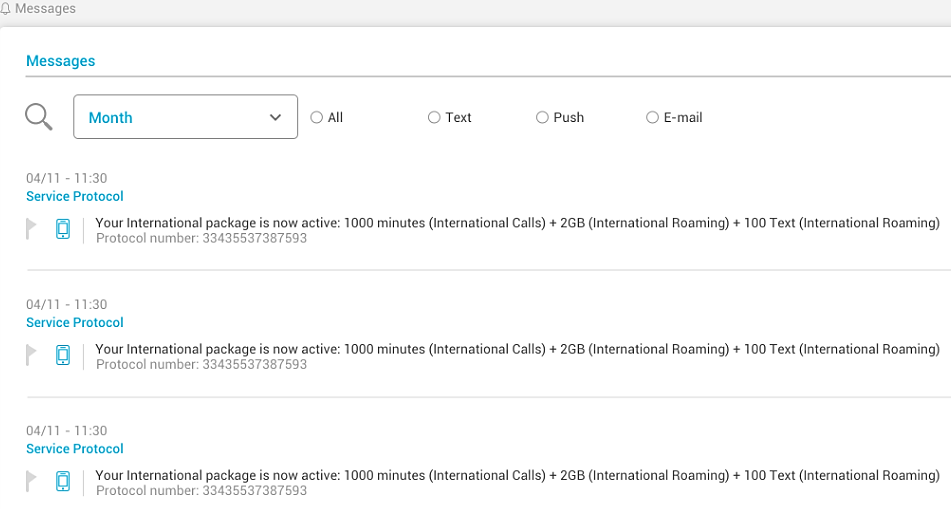 Messages
Messages
Month
All
Text
Push
E-mail
04/11 - 11:30
Service Protocol
Your International package is now active: 1000 minutes (International Calls) + 2GB (International Roaming) + 100 Text (International Roaming)
Protocol number: 33435537387593
04/11 - 11:30
Service Protocol
Your International package is now active: 1000 minutes (International Calls) + 2GB (International Roaming) + 100 Text (International Roaming)
Protocol number: 33435537387593
04/11 - 11:30
Service Protocol
Your International package is now active: 1000 minutes (International Calls) + 2GB (International Roaming) + 100 Text (International Roaming)
Protocol number: 33435537387593